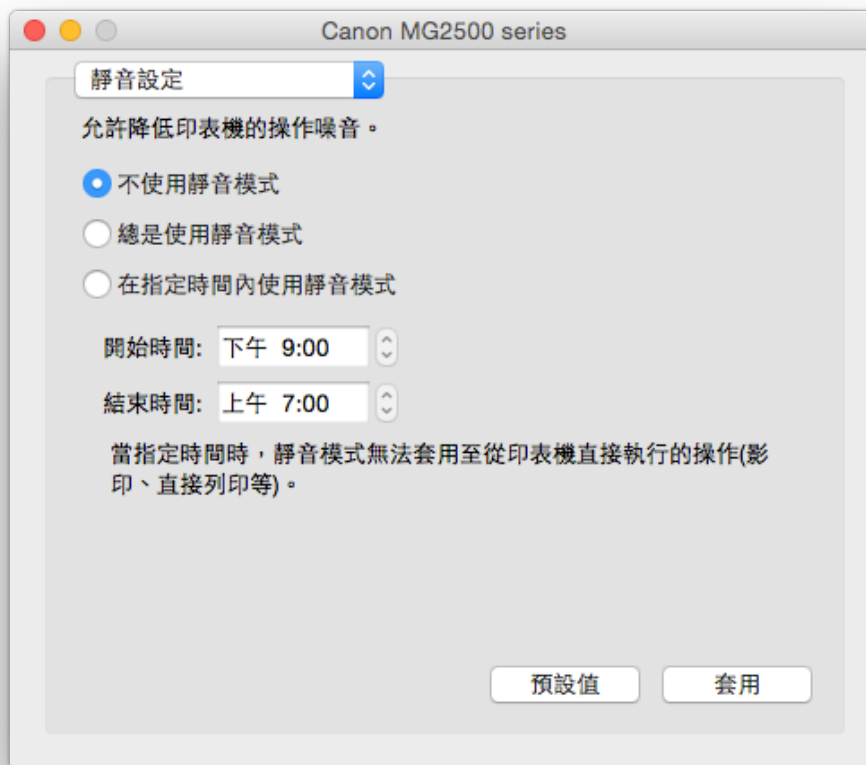 Canon MG2500 series
靜音設定
允許降低印表機的操作噪音。
不使用靜音模式
總是使用靜音模式
在指定時間內使用靜音模式
開始時間: 下午 9:00
結束時間: 上午 7:00
當指定時間時，靜音模式無法套用至從印表機直接執行的操作(影
印、直接列印等)。
預設值 套用